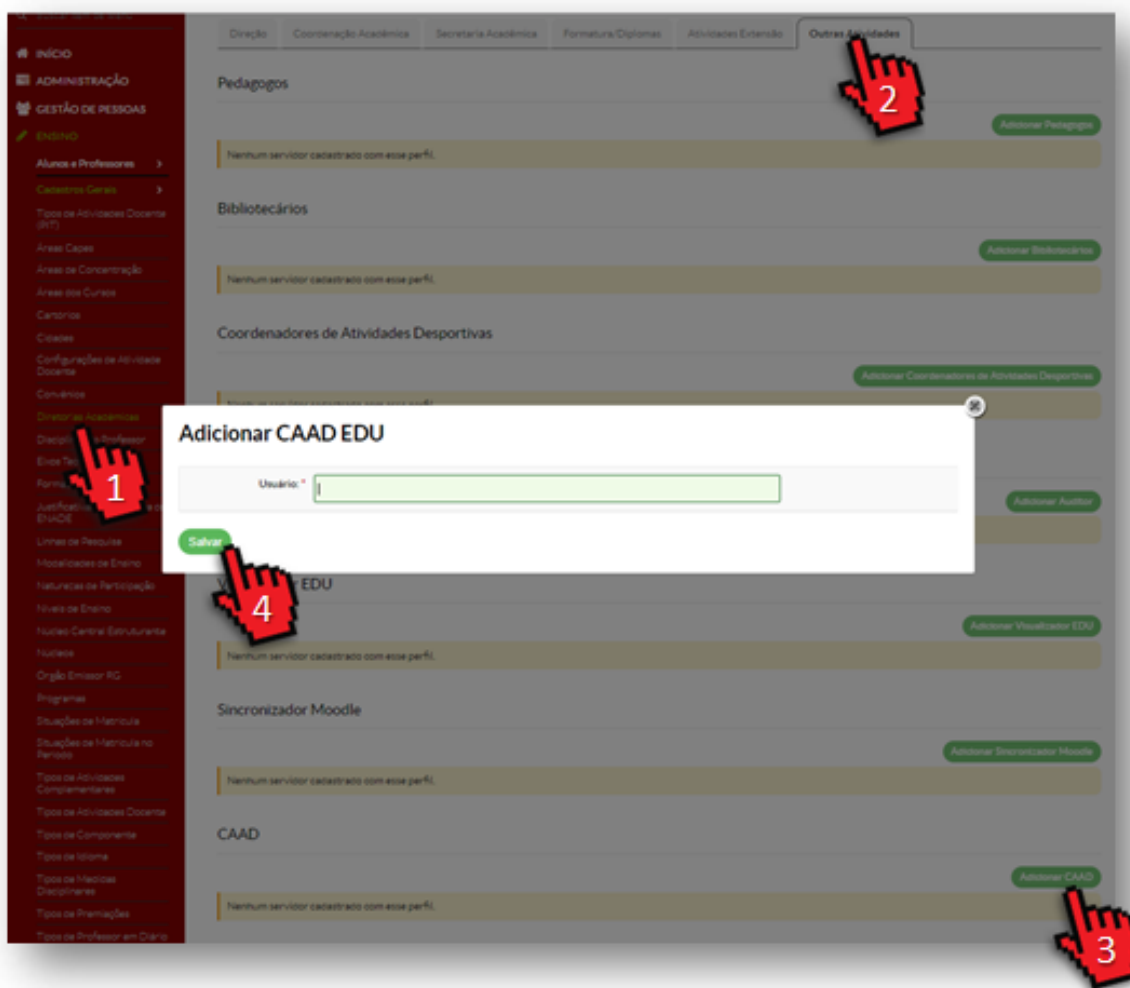 INÍCIO
ADMINISTRAÇÃO
GESTÃO DE PESSOAS
ENSINO
Alunos e Professores
Cadastros Gerais
Tipos de Atividades Docente
(PIT)
Áreas Capes
Áreas de Concentração
Áreas dos Cursos
Cartórios
Cidades
Configurações de Atividade
Docente
Convênios
Diretorias Acadêmicas
Professor
1
ENADE
Linhas de Pesquisa
Modalidades de Ensino
Naturezas de Participação
Níveis de Ensino
Núcleo Central Estruturante
Núcleos
Órgão Emissor RG
Programas
Situações de Matrícula
Situações de Matrícula no
Período
Tipos de Atividades
Complementares
Tipos de Atividades Docente
Tipos de Componente
Tipos de Idioma
Tipos de Medidas
Disciplinares
Tipos de Premiações
Tipos de Professor em Diário
Direção Coordenação Acadêmica Secretaria Acadêmica Formatura/Diplomas Atividades Extensão Outras Atividades
2
Pedagogos
Adicionar Pedagogos
Nenhum servidor cadastrado com esse perfil.
Bibliotecários
Adicionar Bibliotecários
Nenhum servidor cadastrado com esse perfil.
Coordenadores de Atividades Desportivas
Adicionar Coordenadores de Atividades Desportivas
Adicionar CAAD EDU
Usuário: *
Salvar
4
Adicionar Auditor
EDU
Adicionar Visualizador EDU
Nenhum servidor cadastrado com esse perfil.
Sincronizador Moodle
Adicionar Sincronizador Moodle
Nenhum servidor cadastrado com esse perfil.
CAAD
Adicionar CAAD
3
Nenhum servidor cadastrado com esse perfil.